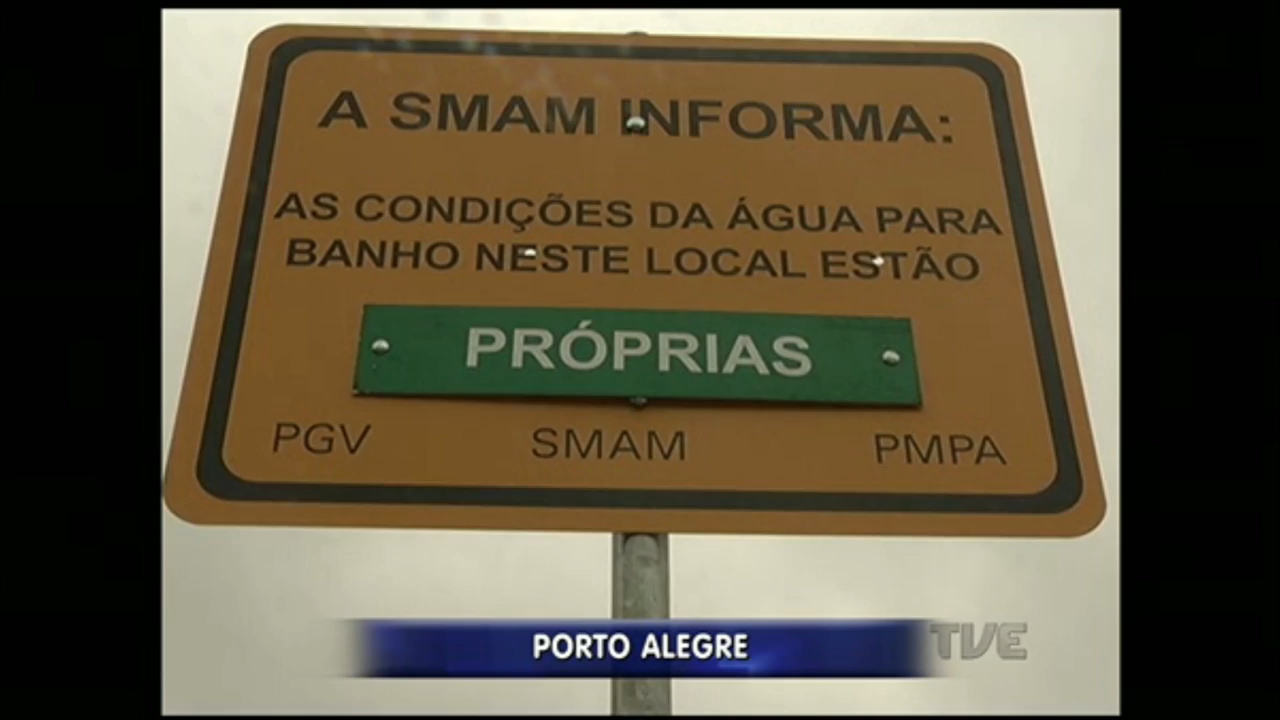 A SMAM INFORMA:
AS CONDIÇÕES DA ÁGUA PARA
BANHO NESTE LOCAL ESTÃO
PRÓPRIAS
PGV SMAM PMPA
PORTO ALEGRE
TVE